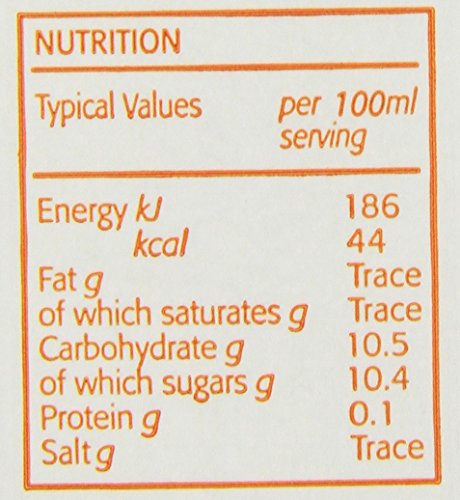 NUTRITION
Typical Values per 100ml
serving
Energy kJ 186
kcal 44
Fat g Trace
of which saturates g Trace
Carbohydrate g 10.5
of which sugars g 10.4
Protein g 0.1
Salt g Trace